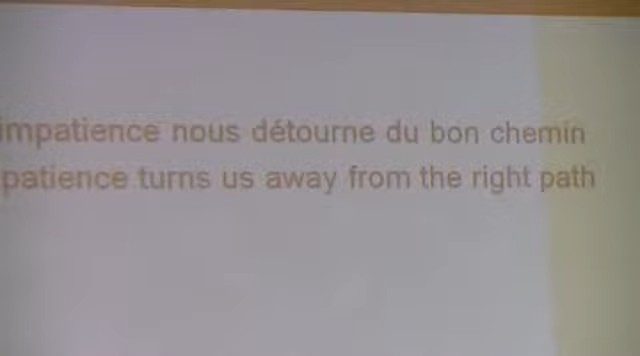 impatience nous détourne du bon chemin
patience turns us away from the right path